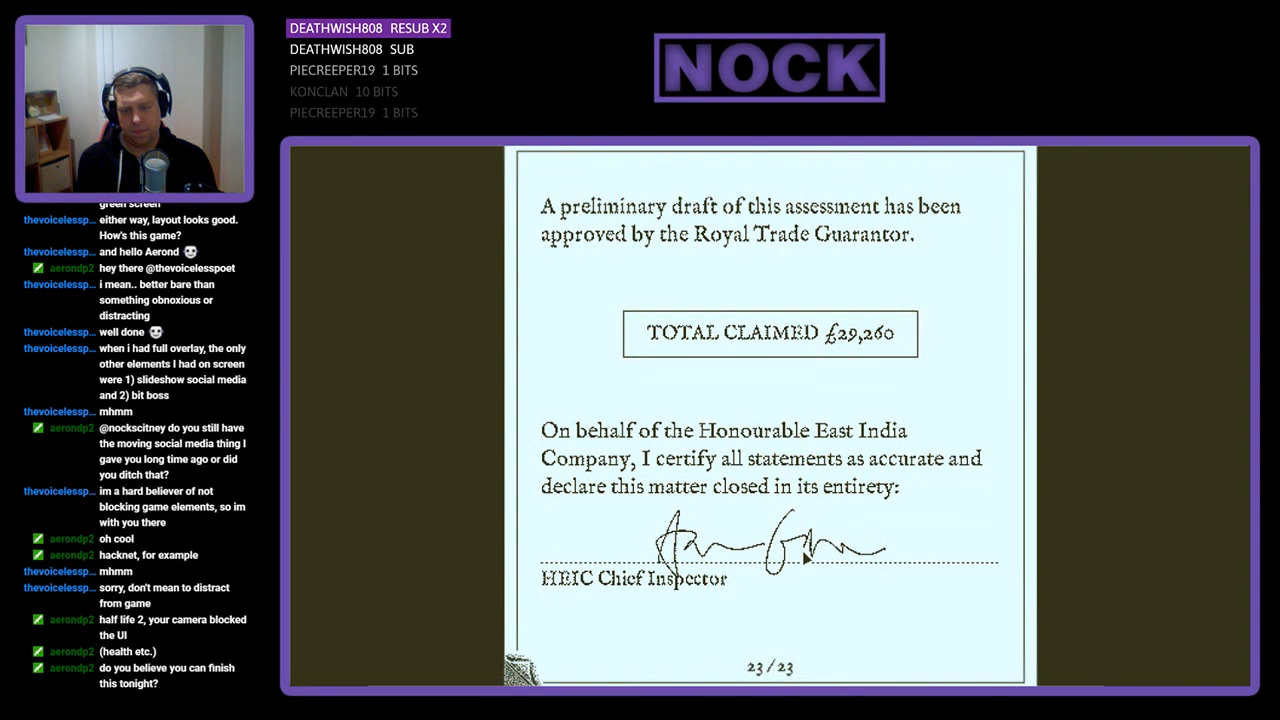 DEATHWISH808 RESUB X2
DEATHWISH808 SUB
PIECREEPER19 1 BITS
KONCLAN 10 BITS
PIECREEPER19 1 BITS
NOCK
green screen
thevoicelessp... either way, layout looks good.
How's this game?
thevoicelessp... and hello Aerond
aerondp2 hey there @thevoicelesspoet
thevoicelessp... i mean.. better bare than
something obnoxious or
distracting
thevoicelessp... well done
thevoicelessp... when i had full overlay, the only
other elements I had on screen
were 1) slideshow social media
and 2) bit boss
thevoicelessp... mhmm
aerondp2 @nockscitney do you still have
the moving social media thing I
gave you long time ago or did
you ditch that?
thevoicelessp... im a hard believer of not
blocking game elements, so im
with you there
aerondp2 oh cool
aerondp2 hacknet, for example
thevoicelessp... mhmm
thevoicelessp... sorry, don't mean to distract
from game
aerondp2 half life 2, your camera blocked
the UI
aerondp2 (health etc.)
aerondp2 do you believe you can finish
this tonight?
A preliminary draft of this assessment has been
approved by the Royal Trade Guarantor.
TOTAL CLAIMED £29,260
On behalf of the Honourable East India
Company, I certify all statements as accurate and
declare this matter closed in its entirety:
HEIC Chief Inspector
23/23